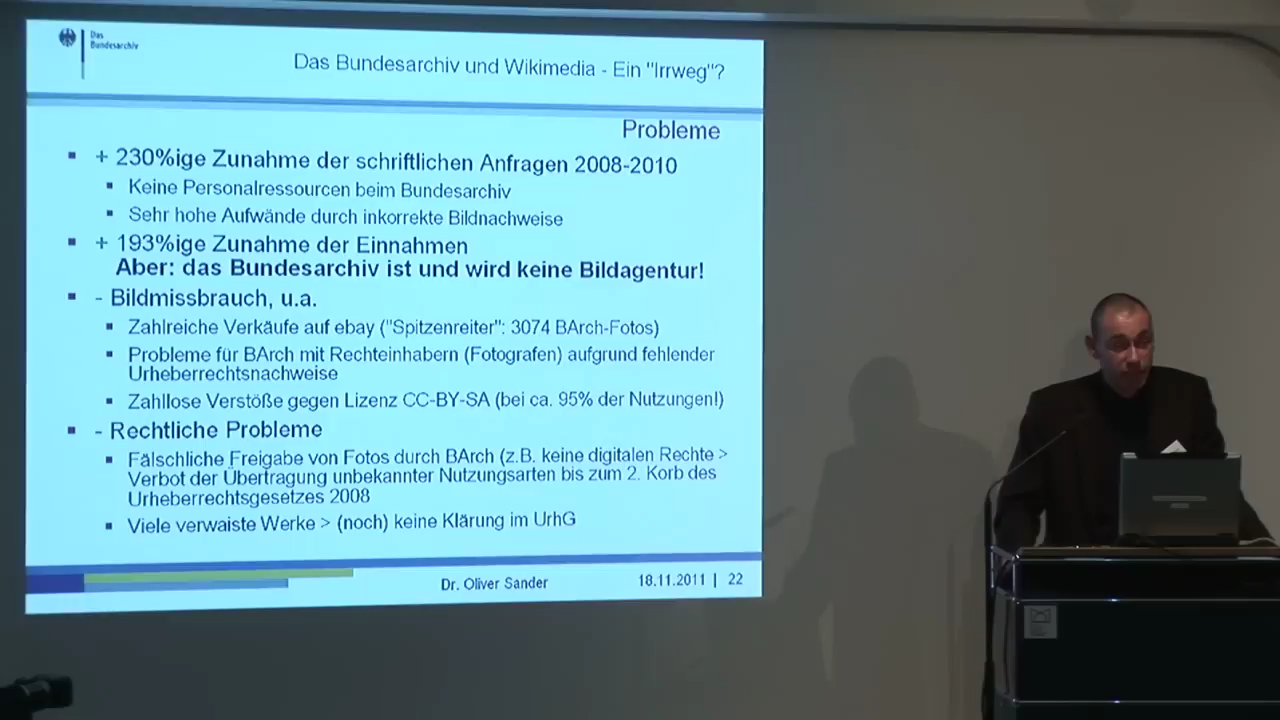 Das
Bundesarchiv
Das Bundesarchiv und Wikimedia - Ein "Irrweg"?
Probleme
+ 230%ige Zunahme der schriftlichen Anfragen 2008-2010
Keine Personalressourcen beim Bundesarchiv
Sehr hohe Aufwände durch inkorrekte Bildnachweise
+ 193%ige Zunahme der Einnahmen
Aber: das Bundesarchiv ist und wird keine Bildagentur!
- Bildmissbrauch, u.a.
Zahlreiche Verkäufe auf ebay ("Spitzenreiter": 3074 BArch-Fotos)
Probleme für BArch mit Rechteinhabern (Fotografen) aufgrund fehlender
Urheberrechtsnachweise
Zahllose Verstöße gegen Lizenz CC-BY-SA (bei ca. 95% der Nutzungen!)
- Rechtliche Probleme
Fälschliche Freigabe von Fotos durch BArch (z.B. keine digitalen Rechte >
Verbot der Übertragung unbekannter Nutzungsarten bis zum 2. Korb des
Urheberrechtsgesetzes 2008
Viele verwaiste Werke > (noch) keine Klärung im UrhG
Dr. Oliver Sander
18.11.2011 | 22